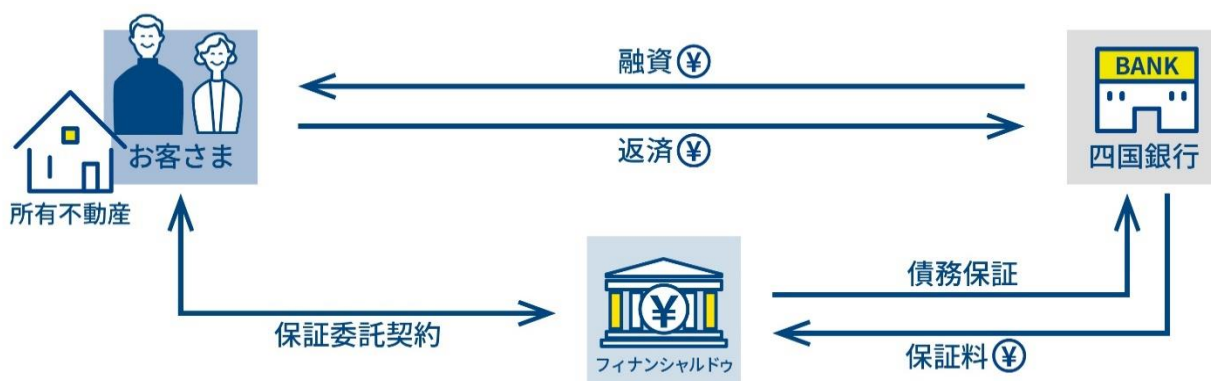 融資¥
BANK
お客さま
返済¥
四国銀行
所有不動産
債務保証
¥
保証委託契約
フィナンシャルドゥ
保証料¥